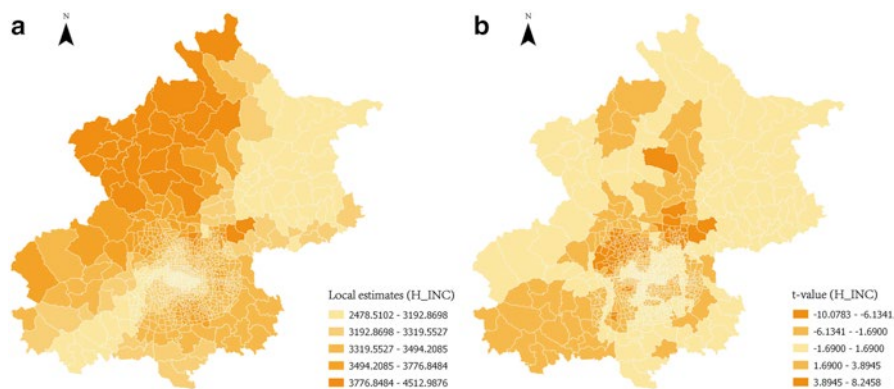 a
N
Local estimates (H_INC)
2478.5102 - 3192.8698
3192.8698 - 3319.5527
3319.5527 - 3494.2085
3494.2085 - 3776.8484
3776.8484 - 4512.9876
b
N
t-value (H_INC)
-10.0783 - -6.1341
-6.1341 - -1.6900
-1.6900 - 1.6900
1.6900 - 3.8945
3.8945 - 8.2458